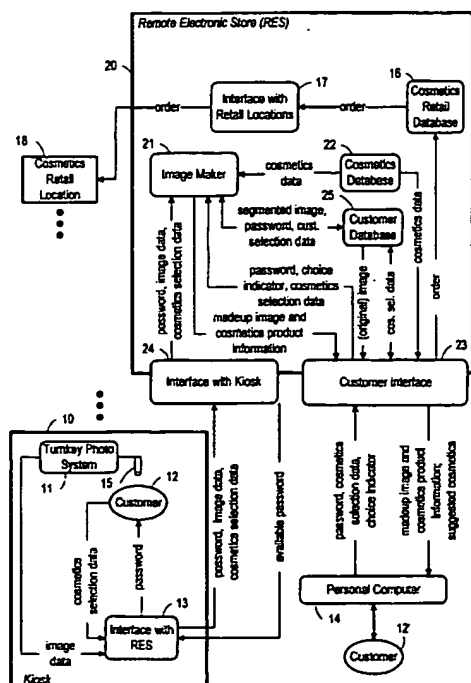 Remote Electronic Store (RES)
20
17
16
order
Interface with
Retail Locations
order
Cosmetics
Retail
Database
18
Cosmetics
Retail
Location
21
Image Maker
cosmetics
data
22
Cosmetics
Database
25
Customer
Database
segmented image,
password, cust.
selection data
password, image data,
cosmetics selection data
password, choice
indicator, cosmetics
selection data
madeup image and
cosmetics product
information
(original) image
cos. sel. data
cosmetics data
order
24
23
Interface with Kiosk
Customer Interface
10
Turnkey Photo
System
11
15
12
Customer
cosmetics
selection data
password
13
Interface with
RES
image
data
Kiosk
password, image data,
cosmetics selection data
available password
password, cosmetics
selection data,
choice indicator
madeup image and
cosmetics product
information;
suggested cosmetics
Personal Computer
14
Customer
12'